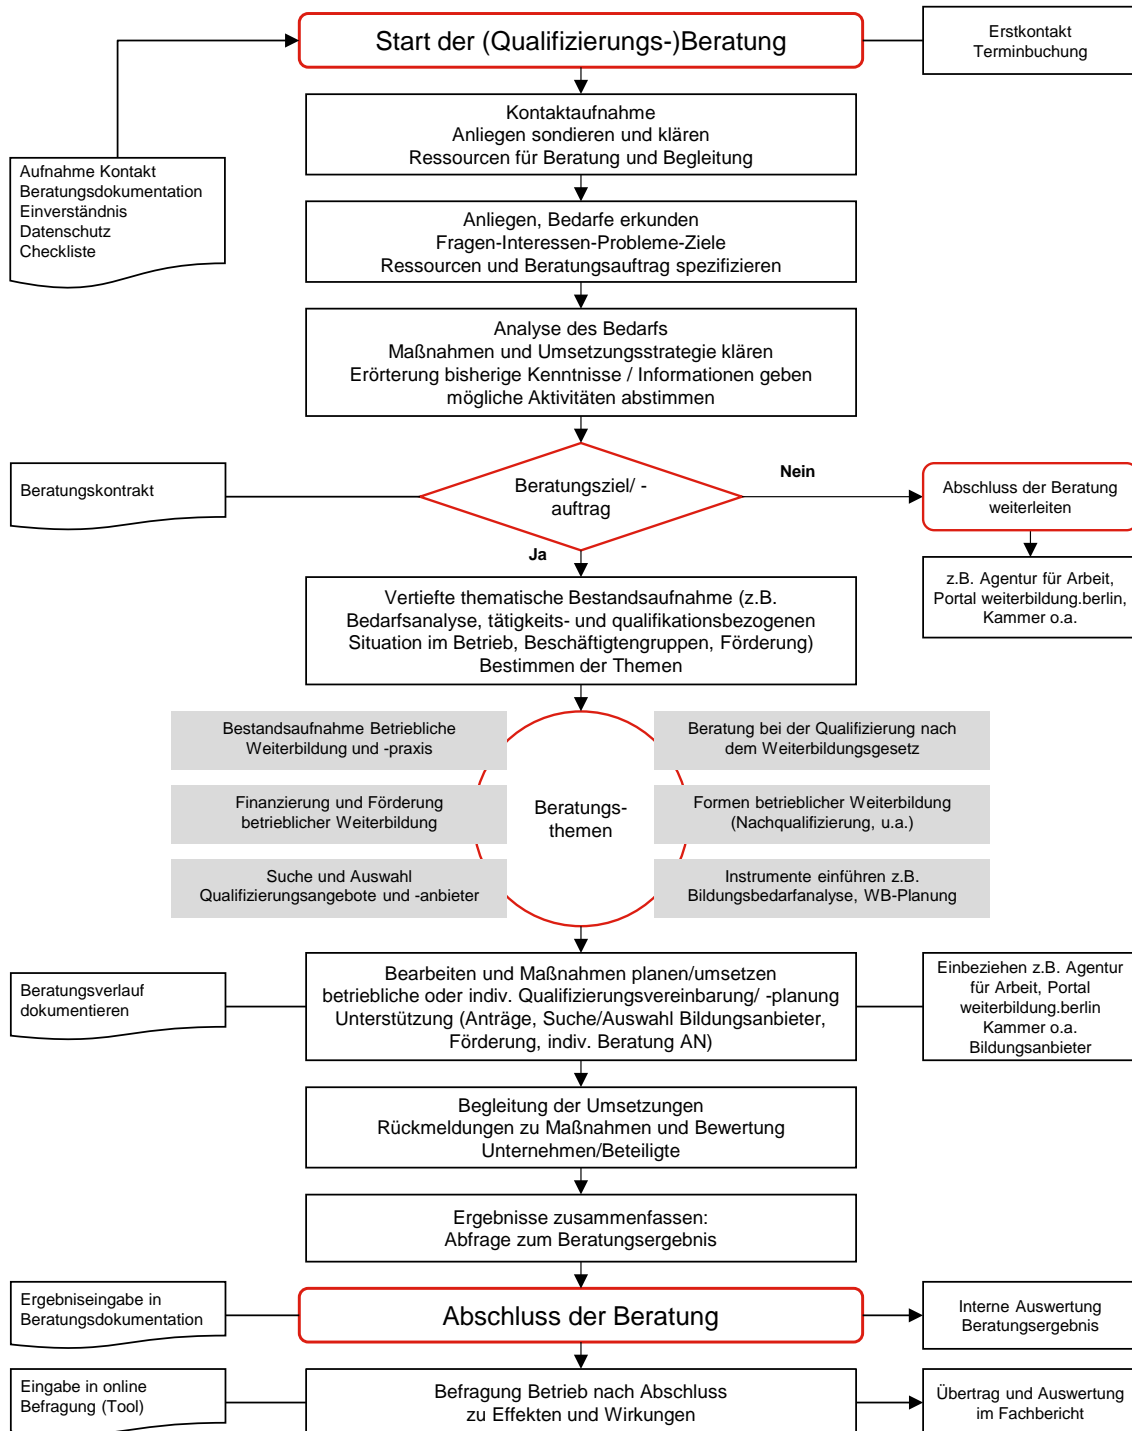 Start der (Qualifizierungs-)Beratung
Erstkontakt
Terminbuchung
Kontaktaufnahme
Anliegen sondieren und klären
Ressourcen für Beratung und Begleitung
Aufnahme Kontakt
Beratungsdokumentation
Einverständnis
Datenschutz
Checkliste
Anliegen, Bedarfe erkunden
Fragen-Interessen-Probleme-Ziele
Ressourcen und Beratungsauftrag spezifizieren
Analyse des Bedarfs
Maßnahmen und Umsetzungsstrategie klären
Erörterung bisherige Kenntnisse / Informationen geben
mögliche Aktivitäten abstimmen
Beratungskontrakt
Beratungsziel/ -
auftrag
Nein
Abschluss der Beratung
weiterleiten
Ja
z.B. Agentur für Arbeit,
Portal weiterbildung.berlin,
Kammer o.a.
Vertiefte thematische Bestandsaufnahme (z.B.
Bedarfsanalyse, tätigkeits- und qualifikationsbezogenen
Situation im Betrieb, Beschäftigtengruppen, Förderung)
Bestimmen der Themen
Bestandsaufnahme Betriebliche
Weiterbildung und -praxis
Beratung bei der Qualifizierung nach
dem Weiterbildungsgesetz
Finanzierung und Förderung
betrieblicher Weiterbildung
Beratungs-
themen
Formen betrieblicher Weiterbildung
(Nachqualifizierung, u.a.)
Suche und Auswahl
Qualifizierungsangebote und -anbieter
Instrumente einführen z.B.
Bildungsbedarfanalyse, WB-Planung
Beratungsverlauf
dokumentieren
Bearbeiten und Maßnahmen planen/umsetzen
betriebliche oder indiv. Qualifizierungsvereinbarung/ -planung
Unterstützung (Anträge, Suche/Auswahl Bildungsanbieter,
Förderung, indiv. Beratung AN)
Einbeziehen z.B. Agentur
für Arbeit, Portal
weiterbildung.berlin
Kammer o.a.
Bildungsanbieter
Begleitung der Umsetzungen
Rückmeldungen zu Maßnahmen und Bewertung
Unternehmen/Beteiligte
Ergebnisse zusammenfassen:
Abfrage zum Beratungsergebnis
Ergebniseingabe in
Beratungsdokumentation
Abschluss der Beratung
Interne Auswertung
Beratungsergebnis
Eingabe in online
Befragung (Tool)
Befragung Betrieb nach Abschluss
zu Effekten und Wirkungen
Übertrag und Auswertung
im Fachbericht